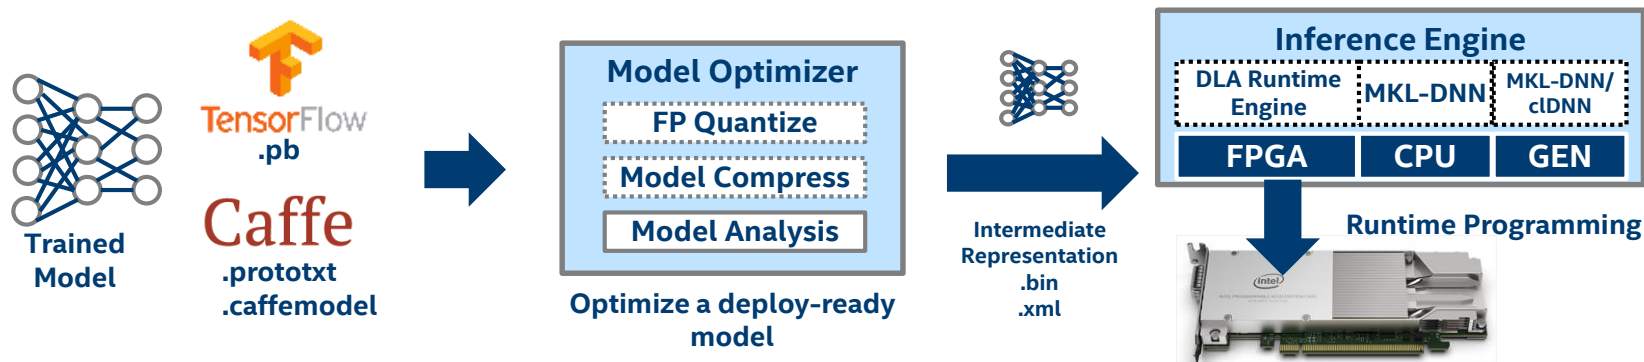 Trained
Model
TensorFlow
.pb
Caffe
.prototxt
.caffemodel
Model Optimizer
FP Quantize
Model Compress
Model Analysis
Optimize a deploy-ready
model
Intermediate
Representation
.bin
.xml
Inference Engine
DLA Runtime
Engine
MKL-DNN
MKL-DNN/
clDNN
FPGA
CPU
GEN
Runtime Programming
intel